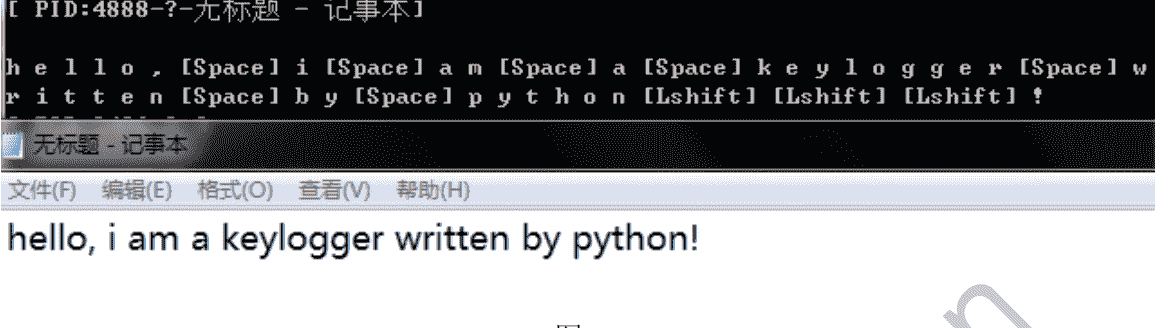 [ PID:4888-?-无标题 - 记事本]
h e l l o , [Space] i [Space] a m [Space] a [Space] k e y l o g g e r [Space] w
r i t t e n [Space] b y [Space] p y t h o n [Lshift] [Lshift] [Lshift] !
无标题 - 记事本
文件(F) 编辑(E) 格式(O) 查看(V) 帮助(H)
hello, i am a keylogger written by python!